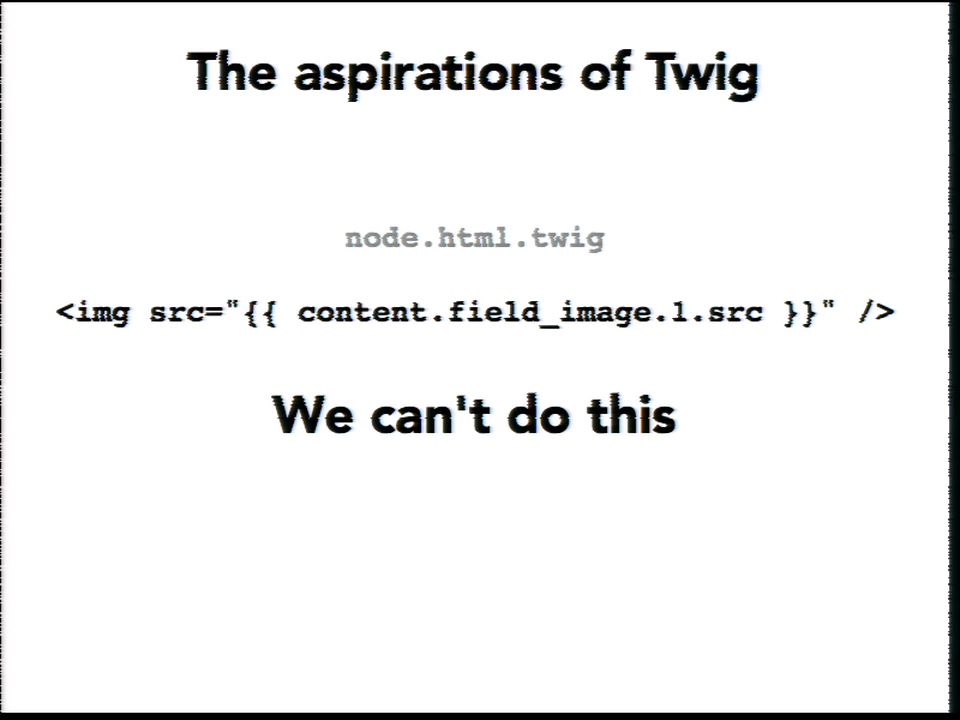 The aspirations of Twig
node.html.twig
<img src="{{ content.field_image.1.src }}" />
We can't do this